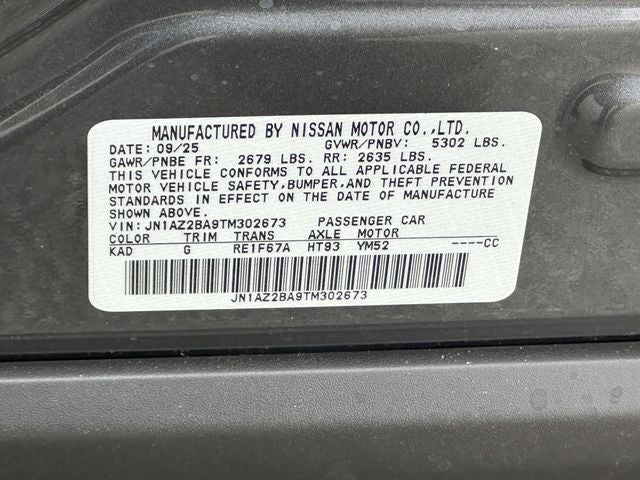 MANUFACTURED BY NISSAN MOTOR CO.,LTD.
DATE: 09/25 GVWR/PNBV: 5302 LBS.
GAWR/PNBE FR: 2679 LBS. RR: 2635 LBS.
THIS VEHICLE CONFORMS TO ALL APPLICABLE FEDERAL
MOTOR VEHICLE SAFETY,BUMPER,AND THEFT PREVENTION
STANDARDS IN EFFECT ON THE DATE OF MANUFACTURE
SHOWN ABOVE.
VIN: JN1AZ2BA9TM302673 PASSENGER CAR
COLOR TRIM TRANS AXLE MOTOR
KAD G RE1F67A HT93 YM52 ----CC
JN1AZ2BA9TM302673